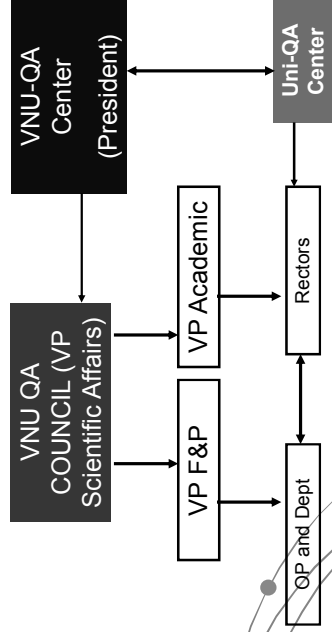 VNU QA
COUNCIL (VP
Scientific Affairs)
VNU-QA
Center
(President)
VP F&P
VP Academic
OP and Dept
Rectors
Uni-QA
Center